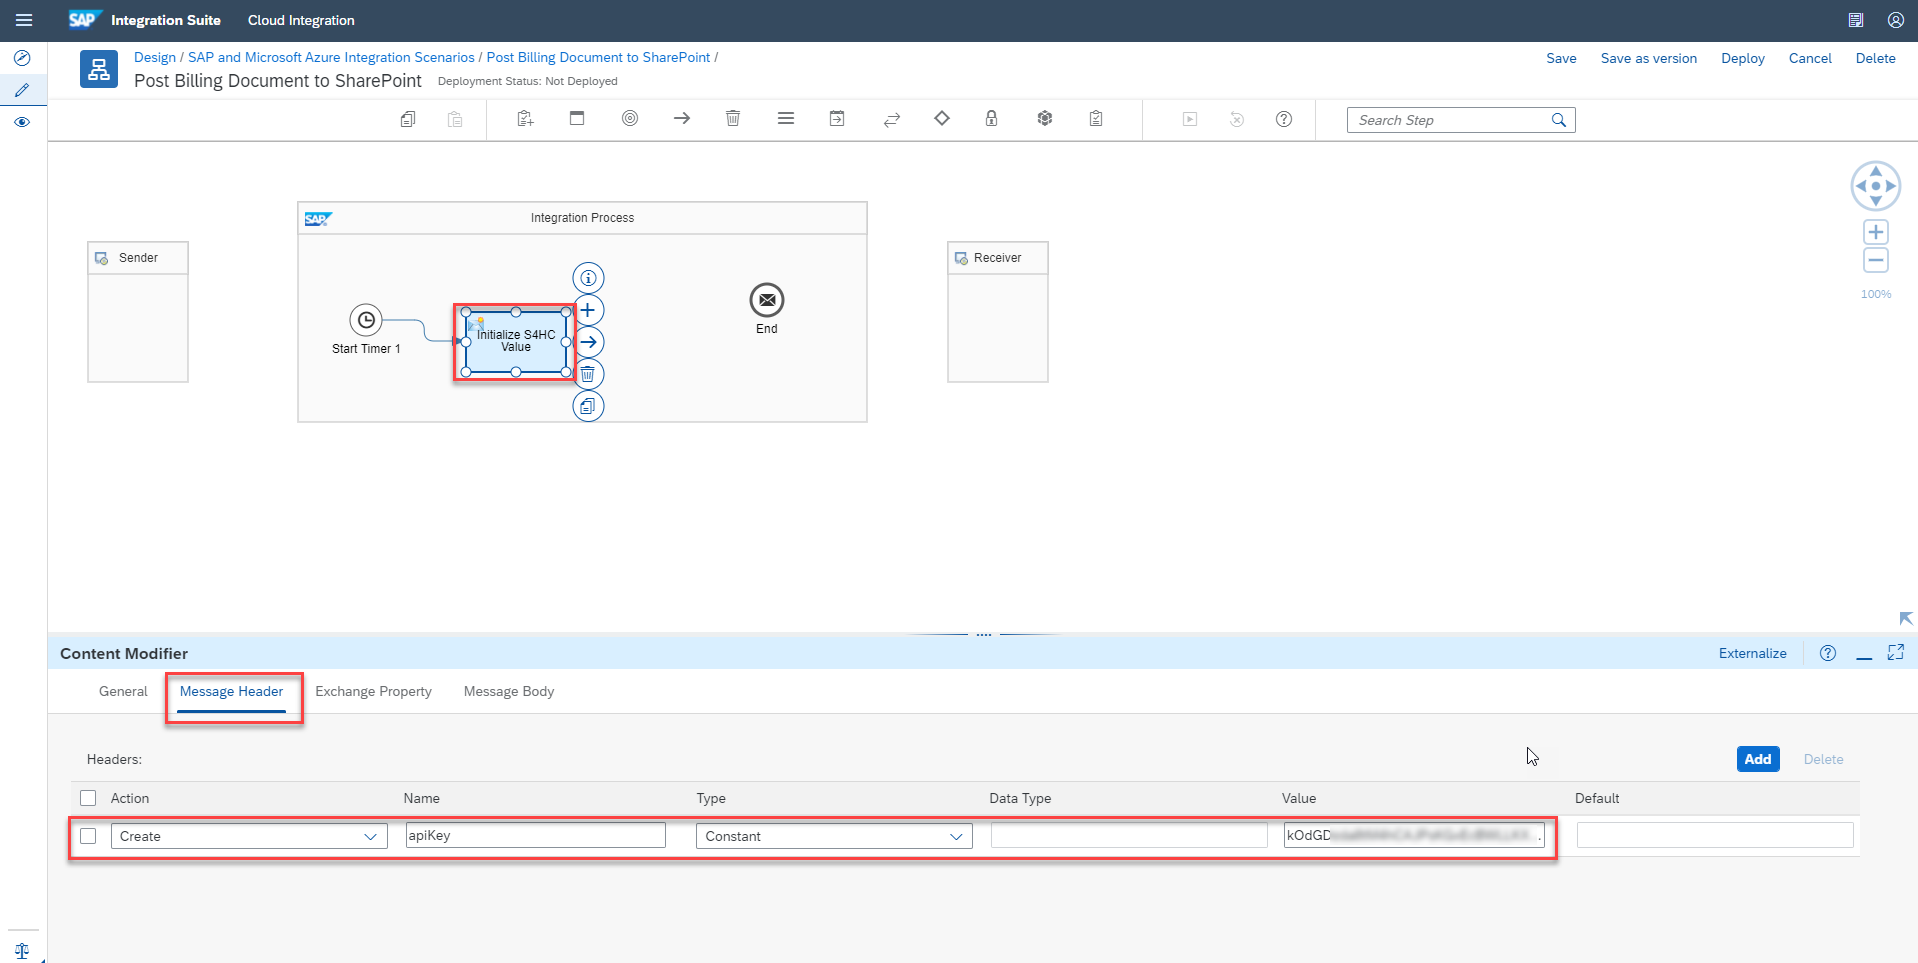 SAP Integration Suite Cloud Integration
Design / SAP and Microsoft Azure Integration Scenarios / Post Billing Document to SharePoint /
Post Billing Document to SharePoint Deployment Status: Not Deployed
Save Save as version Deploy Cancel Delete
Search Step
SAP Integration Process
Sender
Receiver
Start Timer 1
Initialize S4HC
Value
End
100%
Content Modifier
Externalize
General Message Header Exchange Property Message Body
Headers:
Add Delete
Action Name Type Data Type Value Default
Create apiKey Constant